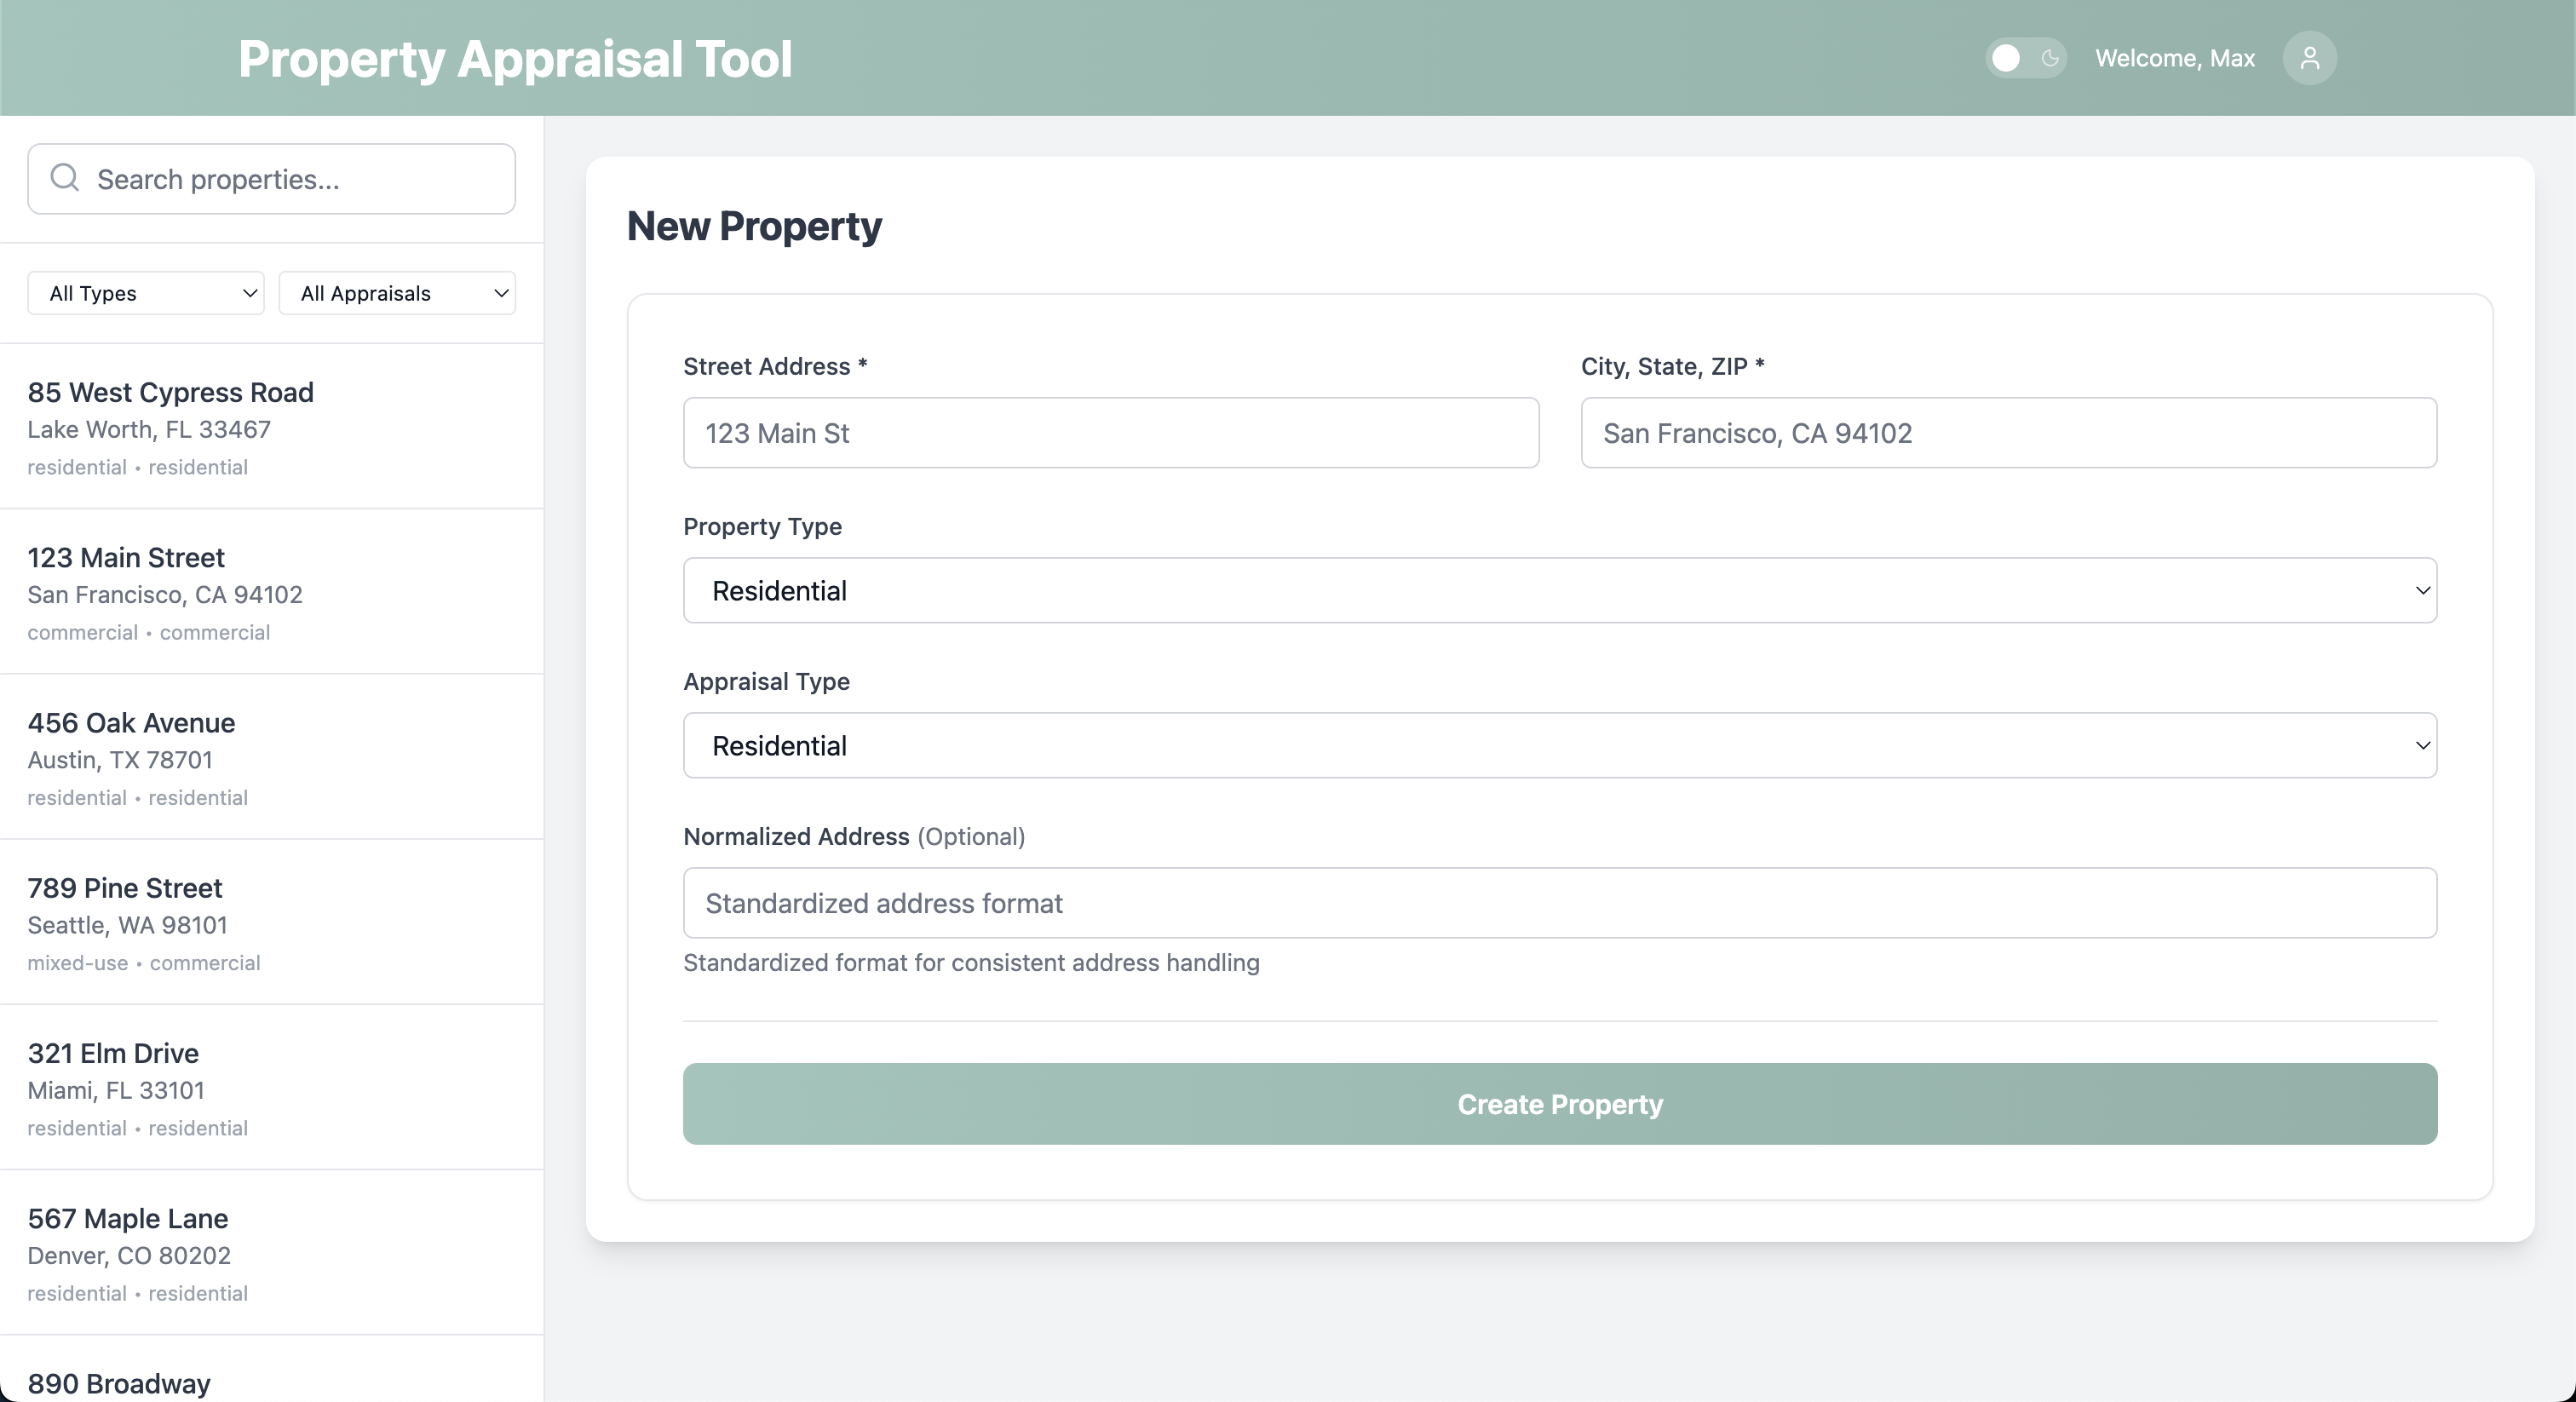 Property Appraisal Tool
Welcome, Max
Search properties...
All Types
All Appraisals
85 West Cypress Road
Lake Worth, FL 33467
residential • residential
123 Main Street
San Francisco, CA 94102
commercial • commercial
456 Oak Avenue
Austin, TX 78701
residential • residential
789 Pine Street
Seattle, WA 98101
mixed-use • commercial
321 Elm Drive
Miami, FL 33101
residential • residential
567 Maple Lane
Denver, CO 80202
residential • residential
890 Broadway
New Property
Street Address *
123 Main St
City, State, ZIP *
San Francisco, CA 94102
Property Type
Residential
Appraisal Type
Residential
Normalized Address (Optional)
Standardized address format
Standardized format for consistent address handling
Create Property